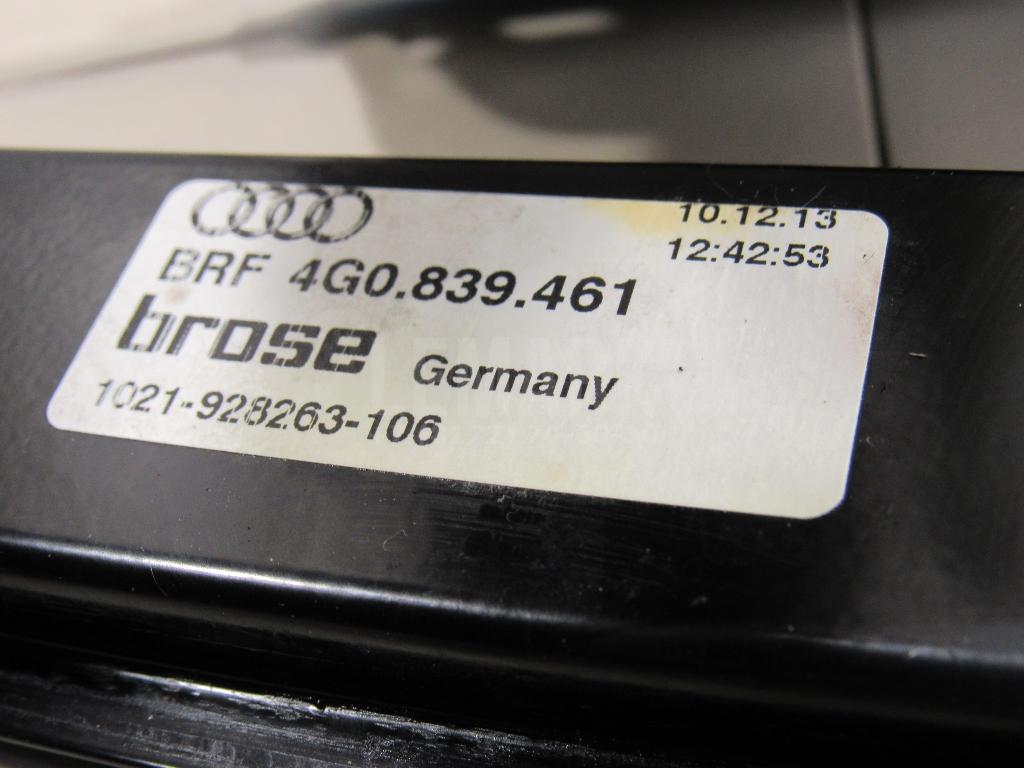 10.12.13
12:42:53
BRF 4G0.839.461
brose Germany
1021-928263-106